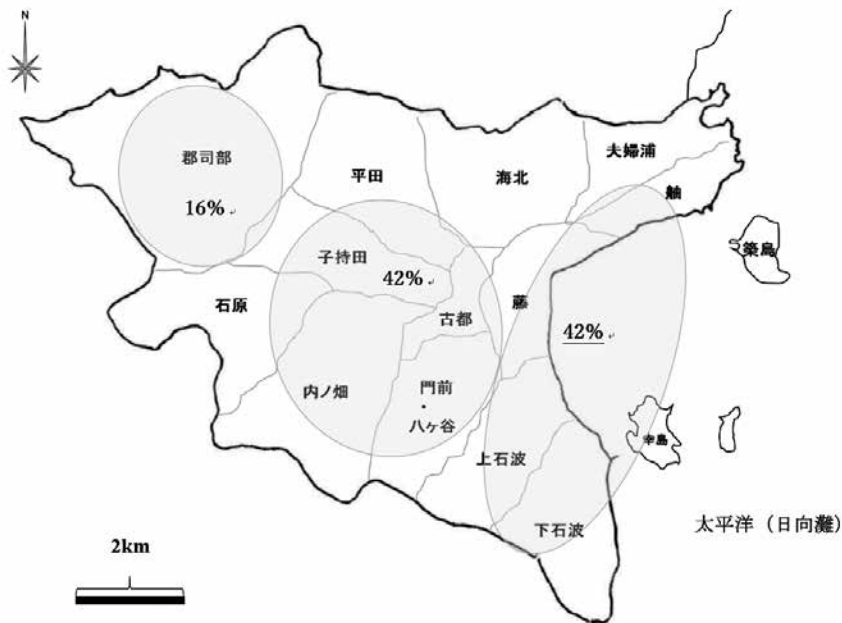 N
郡司部
16%
平田
海北
夫婦浦
舳
築島
子持田
42%
石原
古都
藤
42%
内ノ畑
門前
・
八ヶ谷
上石波
幸島
下石波
太平洋（日向灘）
2km